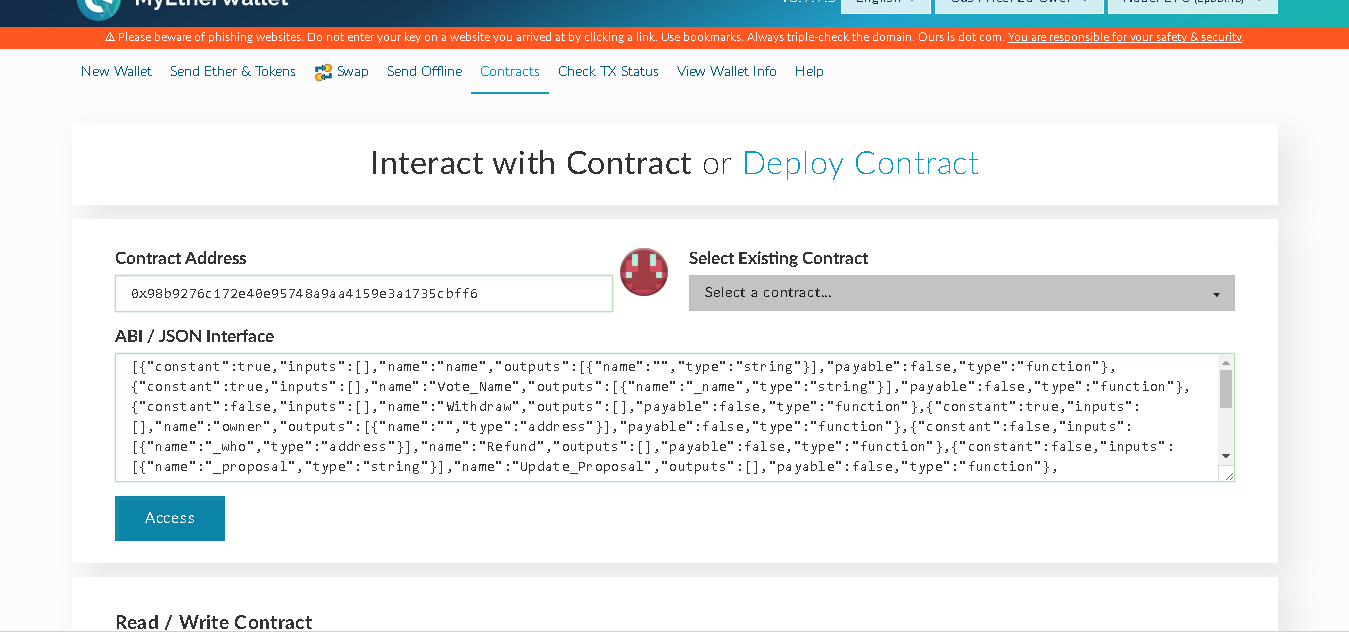 MyEtherWallet
English
⚠ Please beware of phishing websites. Do not enter your key on a website you arrived at by clicking a link. Use bookmarks. Always triple-check the domain. Ours is dot com. You are responsible for your safety & security.
New Wallet Send Ether & Tokens Swap Send Offline Contracts Check TX Status View Wallet Info Help
Interact with Contract or Deploy Contract
Contract Address
0x98b9276c172e40e95748a9aa4159e3a1735cbff6
Select Existing Contract
Select a contract...
ABI / JSON Interface
[{"constant":true,"inputs":[],"name":"name","outputs":[{"name":"","type":"string"}],"payable":false,"type":"function"},
{"constant":true,"inputs":[],"name":"Vote_Name","outputs":[{"name":"_name","type":"string"}],"payable":false,"type":"function"},
{"constant":false,"inputs":[],"name":"Withdraw","outputs":[],"payable":false,"type":"function"},{"constant":true,"inputs":
[],"name":"owner","outputs":[{"name":"","type":"address"}],"payable":false,"type":"function"},{"constant":false,"inputs":
[{"name":"_who","type":"address"}],"name":"Refund","outputs":[],"payable":false,"type":"function"},{"constant":false,"inputs":
[{"name":"_proposal","type":"string"}],"name":"Update_Proposal","outputs":[],"payable":false,"type":"function"},
Access
Read / Write Contract